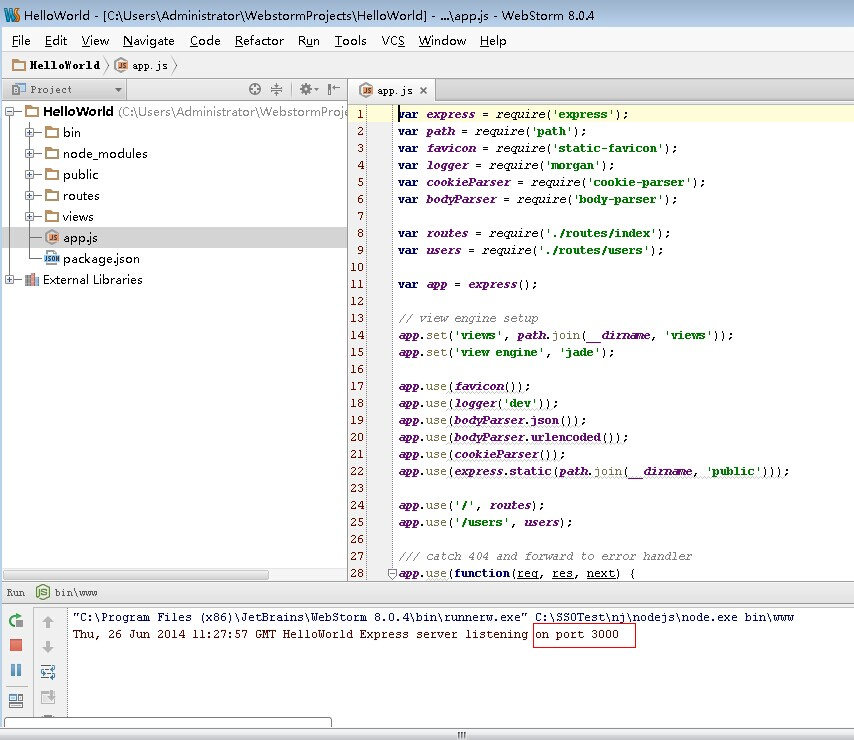 HelloWorld - [C:\Users\Administrator\WebstormProjects\HelloWorld] - ...\app.js - WebStorm 8.0.4
File Edit View Navigate Code Refactor Run Tools VCS Window Help
HelloWorld app.js
Project
app.js
HelloWorld (C:\Users\Administrator\WebstormProje
bin
node_modules
public
routes
views
app.js
package.json
External Libraries
1 var express = require('express');
2 var path = require('path');
3 var favicon = require('static-favicon');
4 var logger = require('morgan');
5 var cookieParser = require('cookie-parser');
6 var bodyParser = require('body-parser');
7
8 var routes = require('./routes/index');
9 var users = require('./routes/users');
10
11 var app = express();
12
13 // view engine setup
14 app.set('views', path.join(__dirname, 'views'));
15 app.set('view engine', 'jade');
16
17 app.use(favicon());
18 app.use(logger('dev'));
19 app.use(bodyParser.json());
20 app.use(bodyParser.urlencoded());
21 app.use(cookieParser());
22 app.use(express.static(path.join(__dirname, 'public')));
23
24 app.use('/', routes);
25 app.use('/users', users);
26
27 /// catch 404 and forward to error handler
28 app.use(function(req, res, next) {
Run bin\www
"C:\Program Files (x86)\JetBrains\WebStorm 8.0.4\bin\runnerw.exe" C:\SSOTest\nj\nodejs\node.exe bin\www
Thu, 26 Jun 2014 11:27:57 GMT HelloWorld Express server listening on port 3000